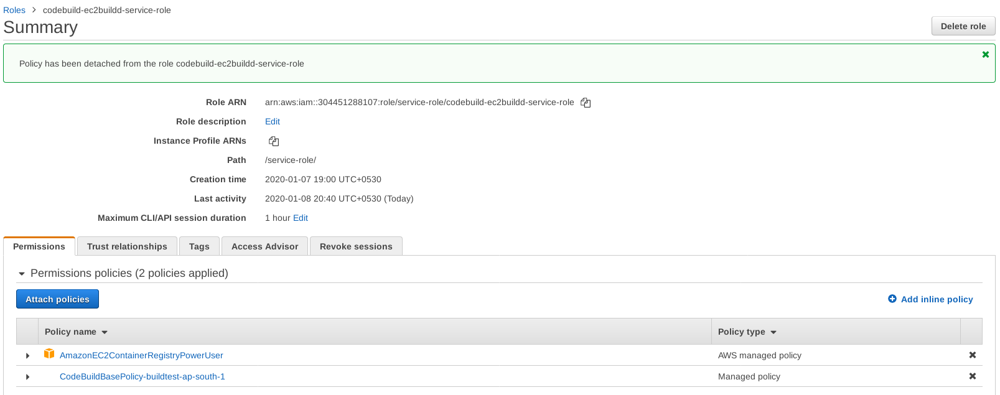 Roles > codebuild-ec2buildd-service-role
Summary
Delete role
Policy has been detached from the role codebuild-ec2buildd-service-role
Role ARN arn:aws:iam::304451288107:role/service-role/codebuild-ec2buildd-service-role
Role description Edit
Instance Profile ARNs
Path /service-role/
Creation time 2020-01-07 19:00 UTC+0530
Last activity 2020-01-08 20:40 UTC+0530 (Today)
Maximum CLI/API session duration 1 hour Edit
Permissions Trust relationships Tags Access Advisor Revoke sessions
Permissions policies (2 policies applied)
Attach policies Add inline policy
Policy name Policy type
AmazonEC2ContainerRegistryPowerUser AWS managed policy
CodeBuildBasePolicy-buildtest-ap-south-1 Managed policy